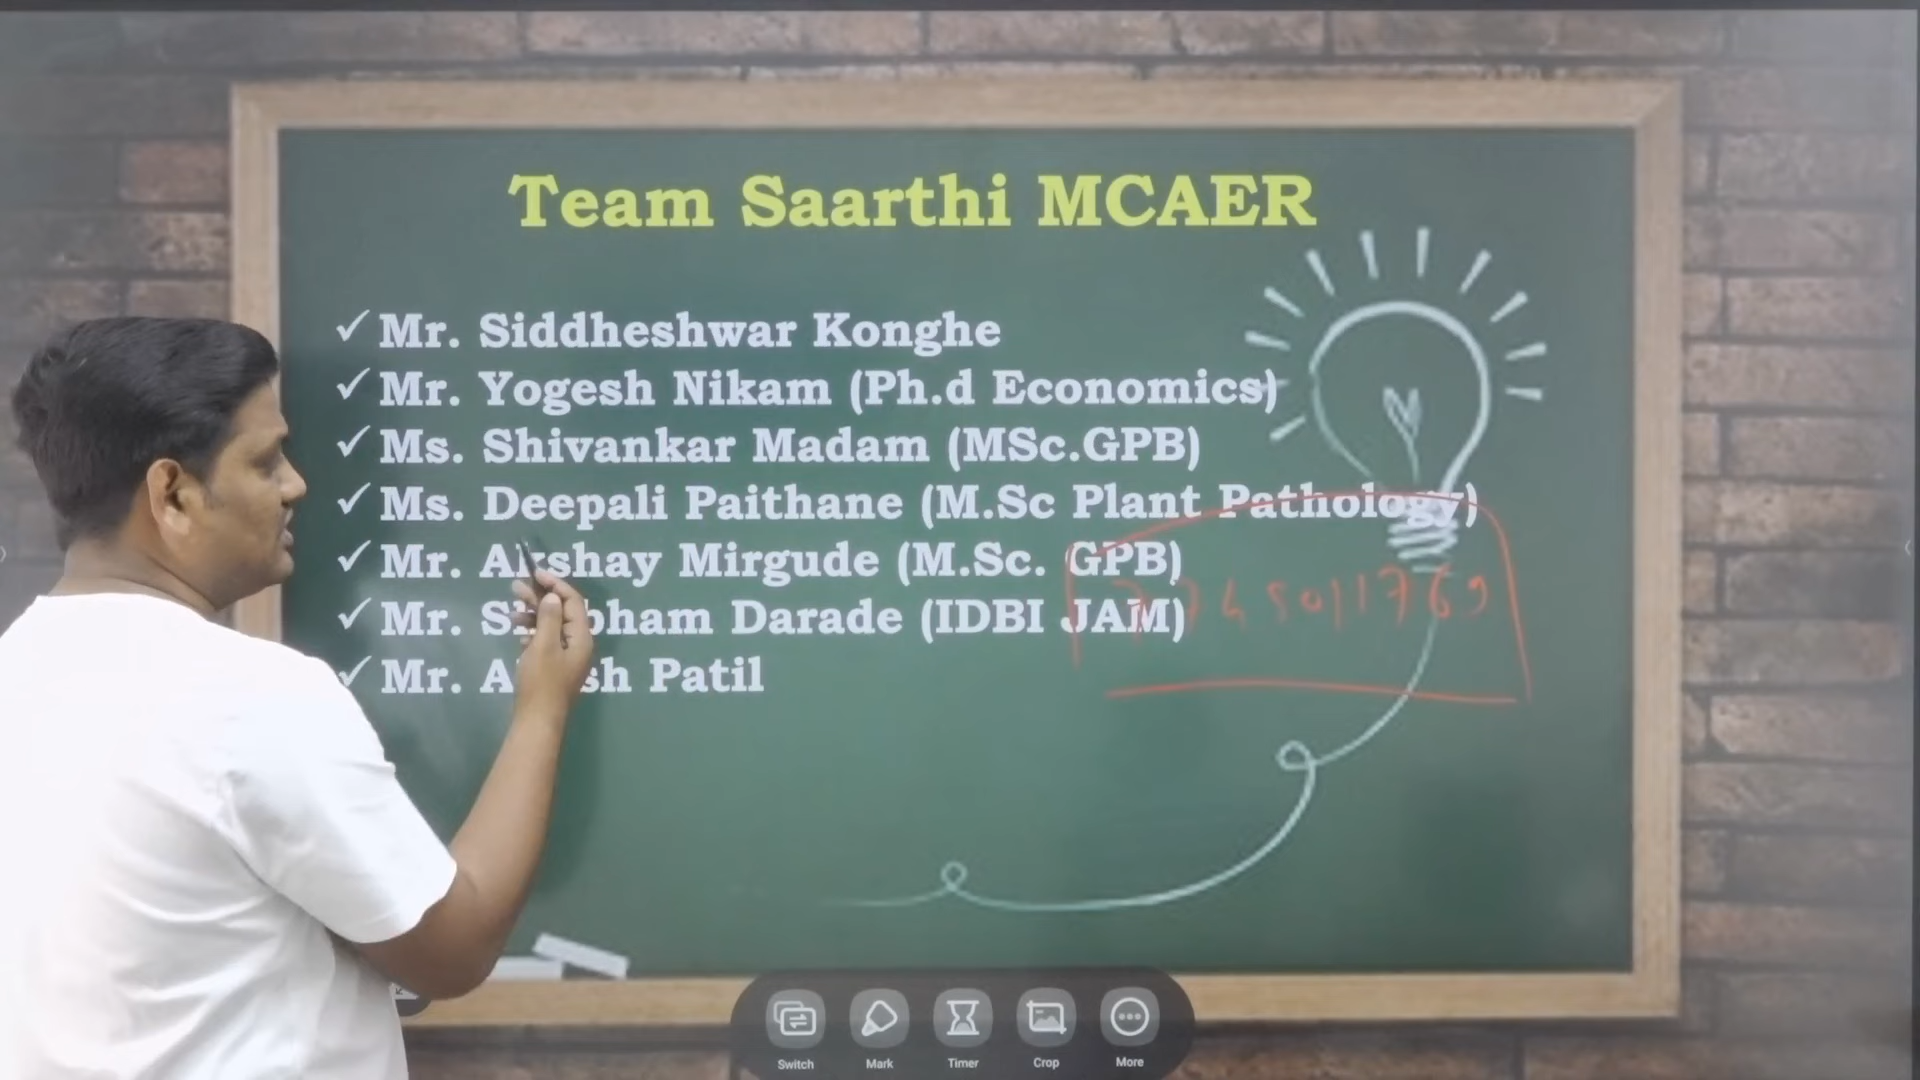 Team Saarthi MCAER
✓ Mr. Siddheshwar Konghe
✓ Mr. Yogesh Nikam (Ph.d Economics)
✓ Ms. Shivankar Madam (MSc.GPB)
✓ Ms. Deepali Paithane (M.Sc Plant Pathology)
✓ Mr. Akshay Mirgude (M.Sc. GPB)
✓ Mr. Darade (IDBI JAM)
✓ Mr. Patil
Switch Mark Timer Crop More